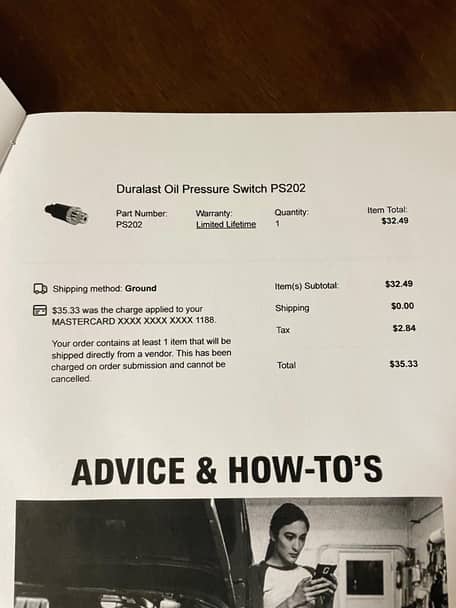 Duralast Oil Pressure Switch PS202
Part Number: Warranty: Quantity: Item Total:
PS202 Limited Lifetime 1 $32.49
Shipping method: Ground Item(s) Subtotal: $32.49
$35.33 was the charge applied to your Shipping $0.00
MASTERCARD XXXX XXXX XXXX 1188. Tax $2.84
Your order contains at least 1 item that will be
shipped directly from a vendor. This has been
charged on order submission and cannot be Total $35.33
cancelled.
ADVICE & HOW-TO'S